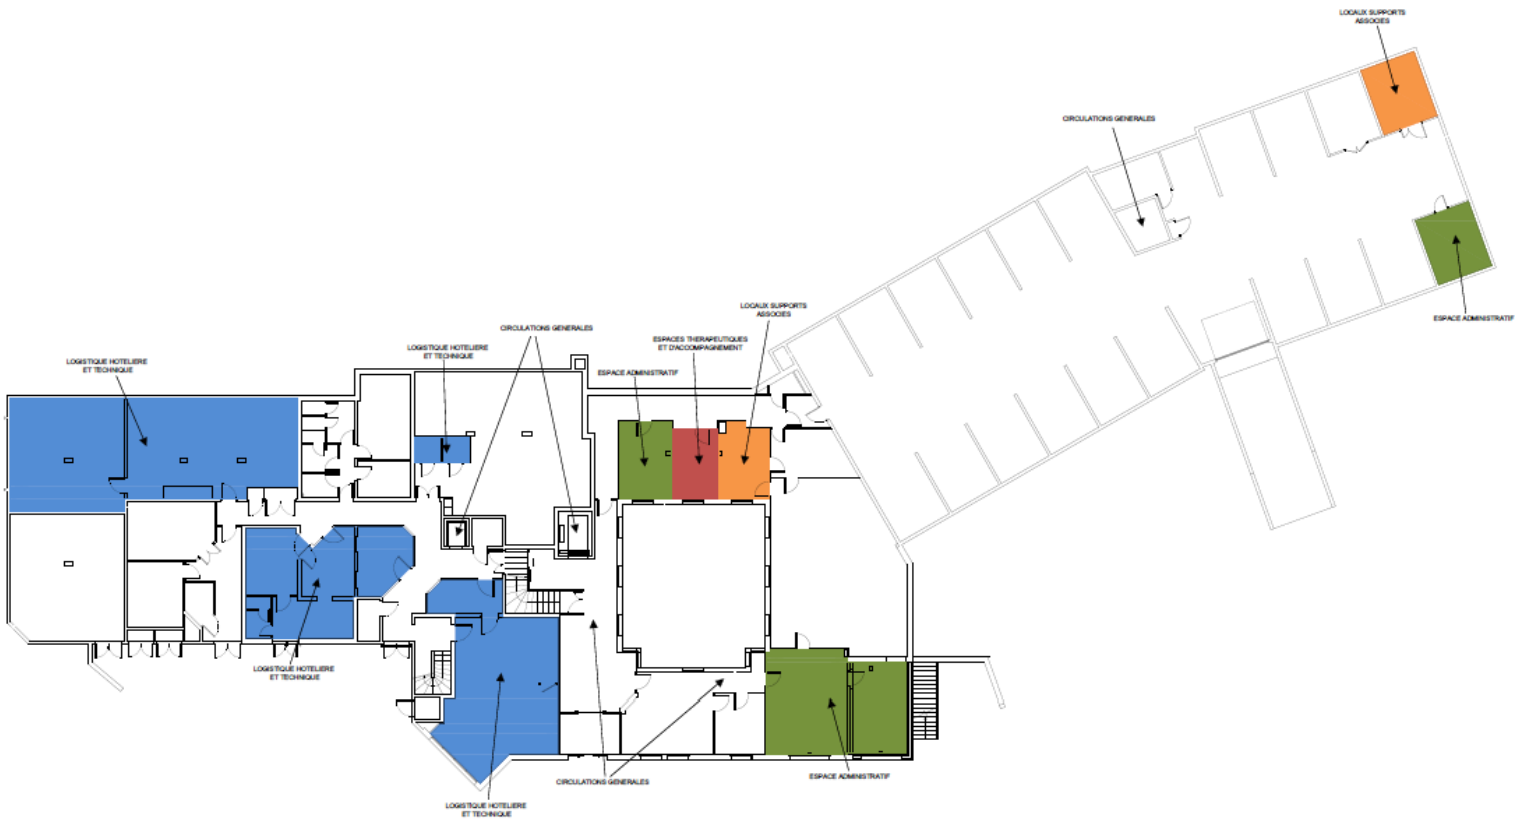 LOCAUX SUPPORTS
ASSOCIES
CIRCULATIONS GENERALES
LOCAUX SUPPORTS
ASSOCIES
ESPACE ADMINISTRATIF
CIRCULATIONS GENERALES
ESPACES THERAPEUTIQUES
ET D'ACCOMPAGNEMENT
LOGISTIQUE HOTELIERE
ET TECHNIQUE
LOGISTIQUE HOTELIERE
ET TECHNIQUE
ESPACE ADMINISTRATIF
LOGISTIQUE HOTELIERE
ET TECHNIQUE
CIRCULATIONS GENERALES
ESPACE ADMINISTRATIF
LOGISTIQUE HOTELIERE
ET TECHNIQUE